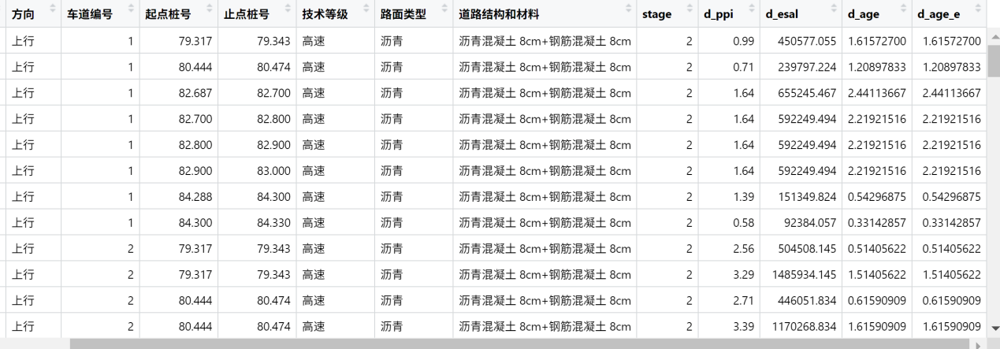 方向 车道编号 起点桩号 止点桩号 技术等级 路面类型 道路结构和材料 stage d_ppi d_esal d_age d_age_e
上行 1 79.317 79.343 高速 沥青 沥青混凝土 8cm+钢筋混凝土 8cm 2 0.99 450577.055 1.61572700 1.61572700
上行 1 80.444 80.474 高速 沥青 沥青混凝土 8cm+钢筋混凝土 8cm 2 0.71 239797.224 1.20897833 1.20897833
上行 1 82.687 82.700 高速 沥青 沥青混凝土 8cm+钢筋混凝土 8cm 2 1.64 655245.467 2.44113667 2.44113667
上行 1 82.700 82.800 高速 沥青 沥青混凝土 8cm+钢筋混凝土 8cm 2 1.64 592249.494 2.21921516 2.21921516
上行 1 82.800 82.900 高速 沥青 沥青混凝土 8cm+钢筋混凝土 8cm 2 1.64 592249.494 2.21921516 2.21921516
上行 1 82.900 83.000 高速 沥青 沥青混凝土 8cm+钢筋混凝土 8cm 2 1.64 592249.494 2.21921516 2.21921516
上行 1 84.288 84.300 高速 沥青 沥青混凝土 8cm+钢筋混凝土 8cm 2 1.39 151349.824 0.54296875 0.54296875
上行 1 84.300 84.330 高速 沥青 沥青混凝土 8cm+钢筋混凝土 8cm 2 0.58 92384.057 0.33142857 0.33142857
上行 2 79.317 79.343 高速 沥青 沥青混凝土 8cm+钢筋混凝土 8cm 2 2.56 504508.145 0.51405622 0.51405622
上行 2 79.317 79.343 高速 沥青 沥青混凝土 8cm+钢筋混凝土 8cm 2 3.29 1485934.145 1.51405622 1.51405622
上行 2 80.444 80.474 高速 沥青 沥青混凝土 8cm+钢筋混凝土 8cm 2 2.71 446051.834 0.61590909 0.61590909
上行 2 80.444 80.474 高速 沥青 沥青混凝土 8cm+钢筋混凝土 8cm 2 3.39 1170268.834 1.61590909 1.61590909